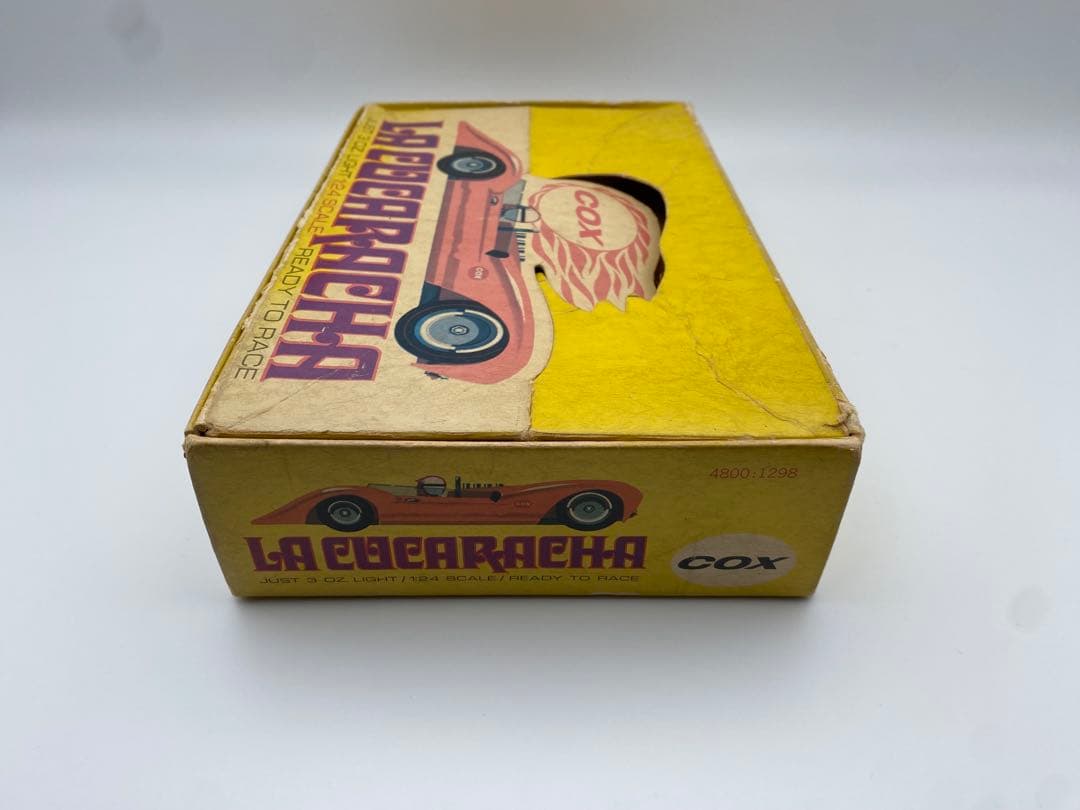 LA CUCARACHA
JUST 3 OZ. LIGHT 1:24 SCALE READY TO RACE
COX
COX
4800:1298
LA CUCARACHA
JUST 3 OZ. LIGHT / 1:24 SCALE / READY TO RACE
COX